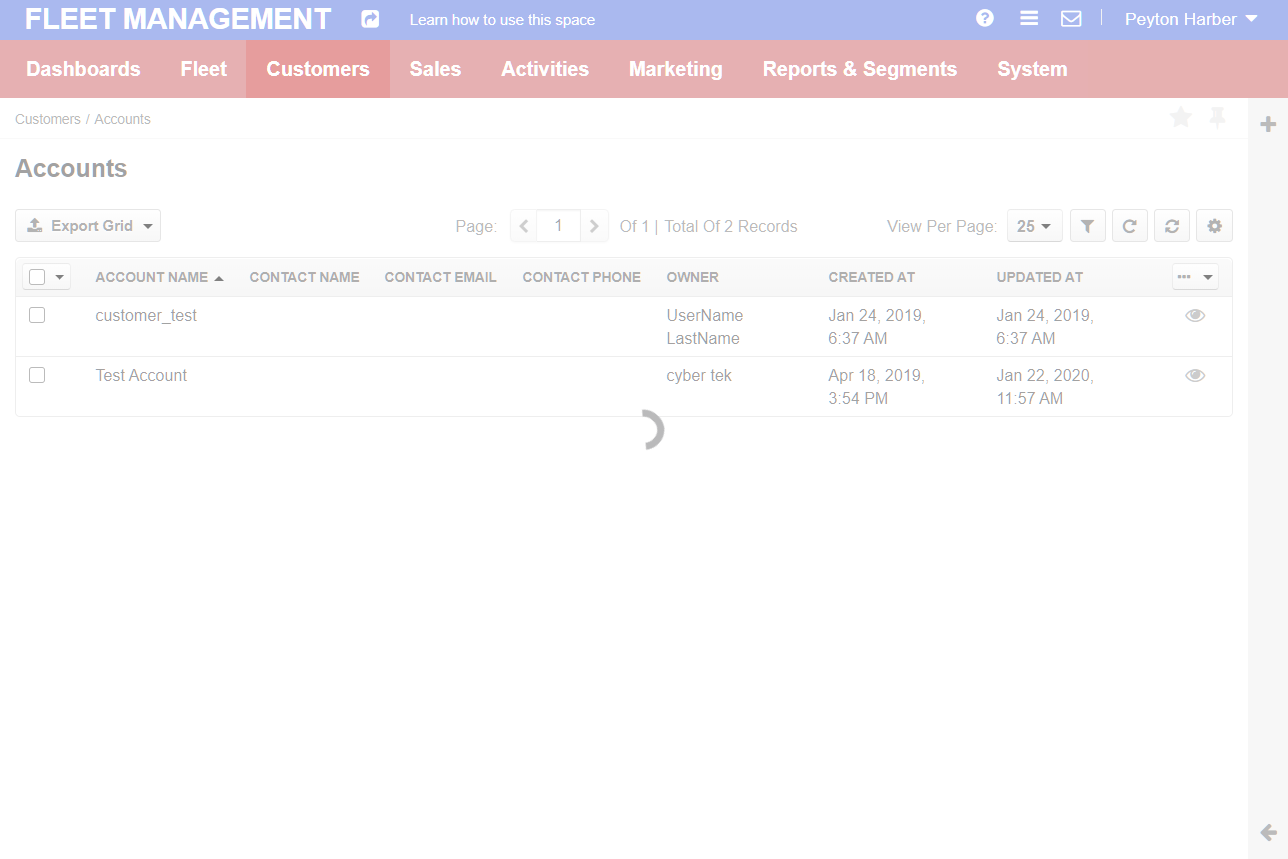 FLEET MANAGEMENT Learn how to use this space Peyton Harber
Dashboards Fleet Customers Sales Activities Marketing Reports & Segments System
Customers / Accounts
Accounts
Export Grid Page: 1 Of 1 | Total Of 2 Records View Per Page: 25
ACCOUNT NAME CONTACT NAME CONTACT EMAIL CONTACT PHONE OWNER CREATED AT UPDATED AT
customer_test UserName Jan 24, 2019, Jan 24, 2019,
LastName 6:37 AM 6:37 AM
Test Account cyber tek Apr 18, 2019, Jan 22, 2020,
3:54 PM 11:57 AM